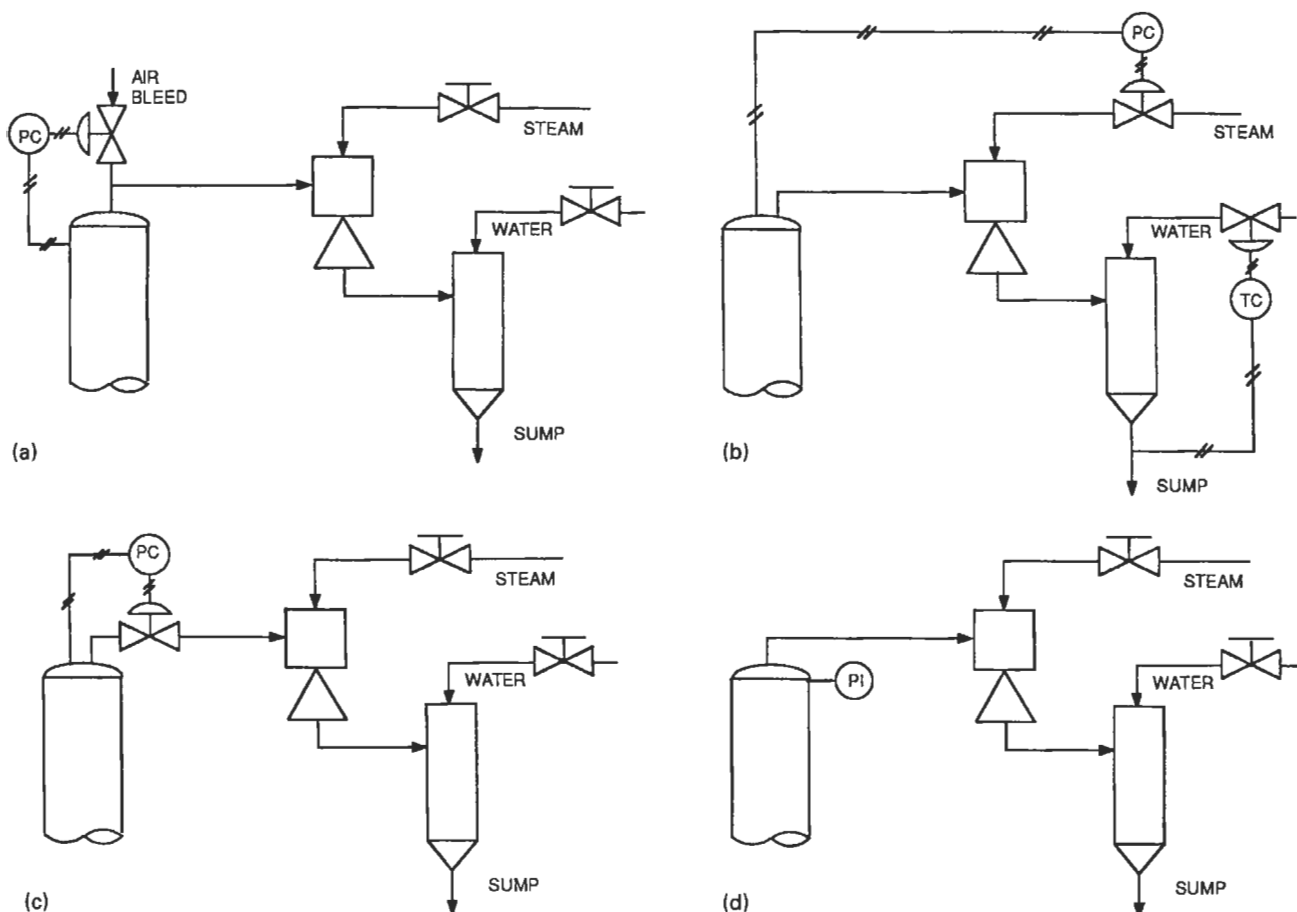 AIR
BLEED
PC
STEAM
WATER
SUMP
(a)
PC
STEAM
WATER
TC
SUMP
(b)
PC
STEAM
WATER
SUMP
(c)
STEAM
PI
WATER
SUMP
(d)